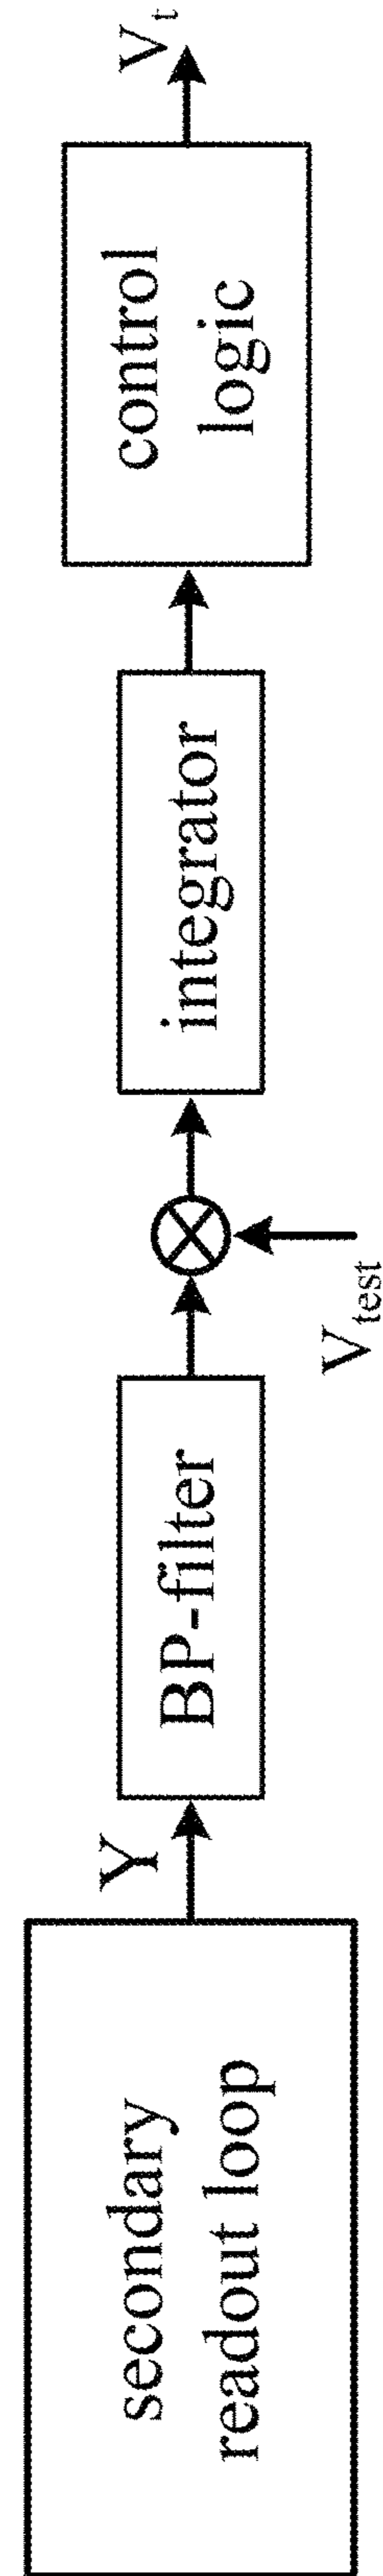 secondary
readout loop
Y
BP-filter
V_test
integrator
control
logic
V_t